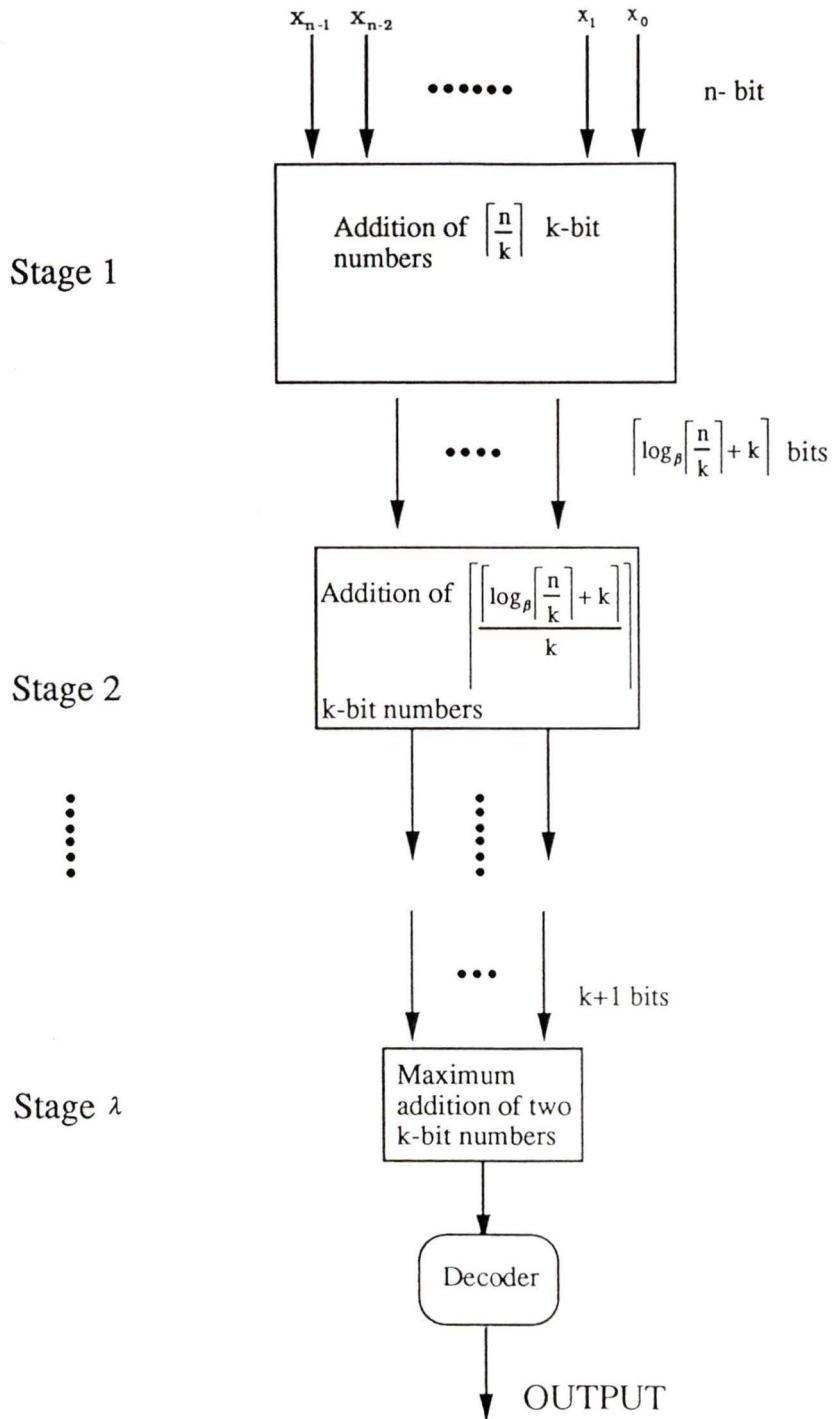 X_{n-1} X_{n-2} x_1 x_0
n- bit
Stage 1
Addition of ⌈n/k⌉ k-bit
numbers
⌈log_β⌈n/k⌉ + k⌉ bits
Stage 2
Addition of ⌈⌈log_β⌈n/k⌉ + k⌉/k⌉
k-bit numbers
k+1 bits
Stage λ
Maximum
addition of two
k-bit numbers
Decoder
OUTPUT